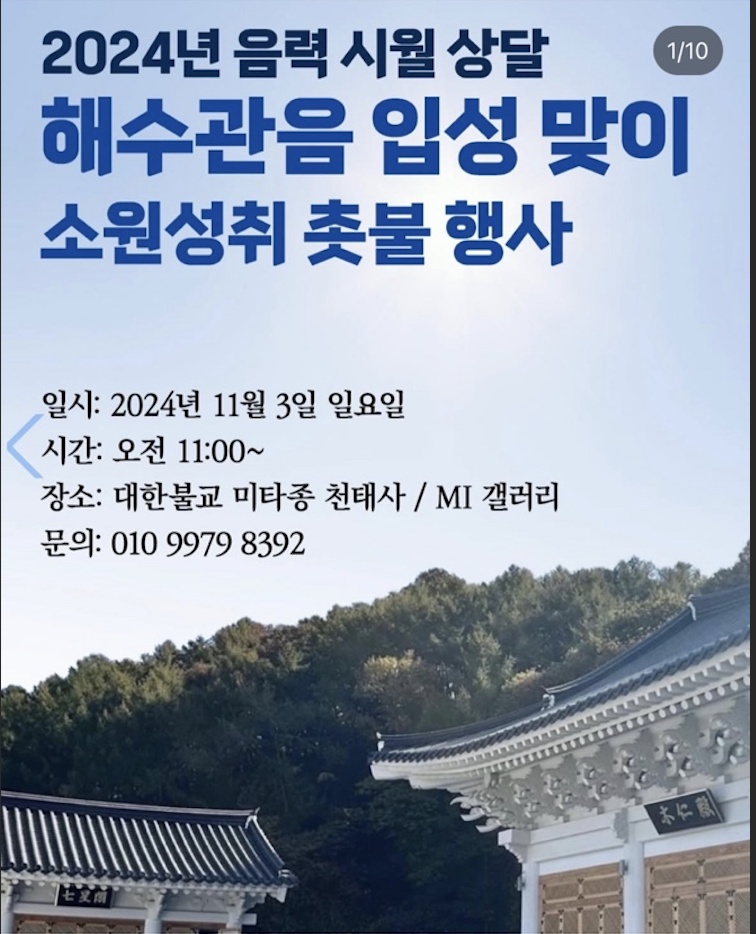 2024년 음력 시월 상달
1/10
해수관음 입성 맞이
소원성취 촛불 행사
일시: 2024년 11월 3일 일요일
시간: 오전 11:00~
장소: 대한불교 미타종 천태사 / MI 갤러리
문의: 010 9979 8392